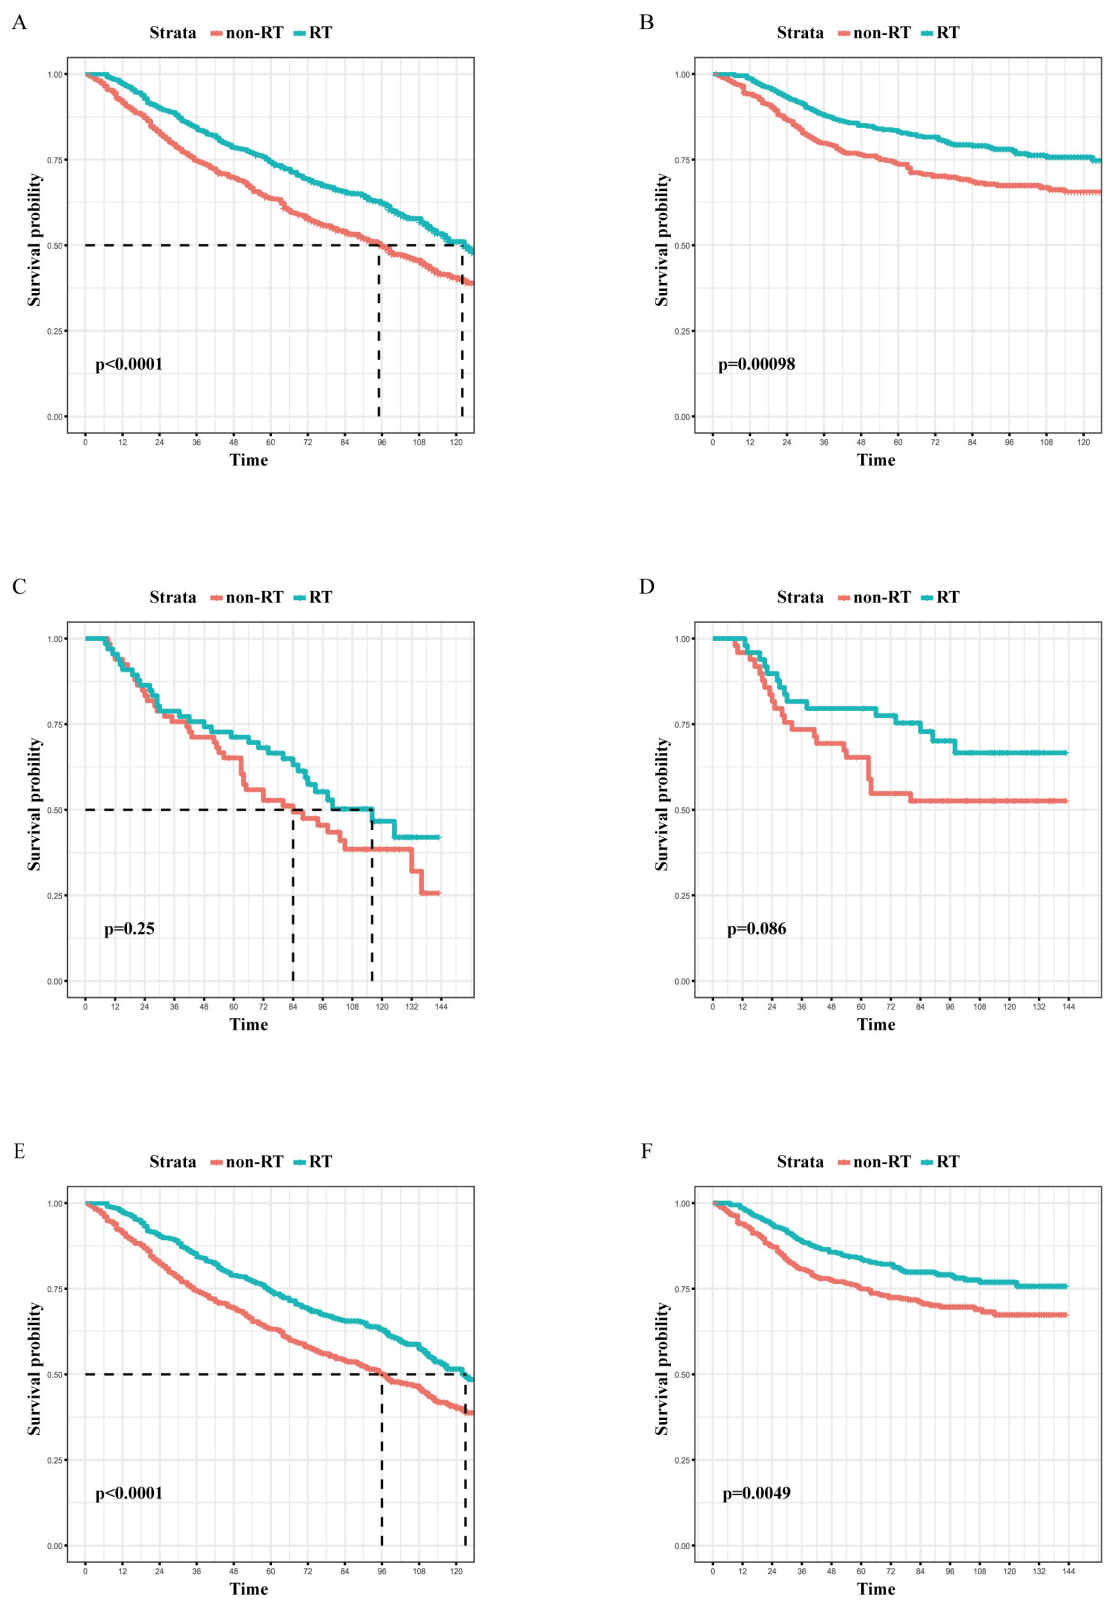 A
Strata non-RT RT
1.00
0.75
0.50
0.25
0.00
Survival probility
p<0.0001
0 12 24 36 48 60 72 84 96 108 120
Time
B
Strata non-RT RT
1.00
0.75
0.50
0.25
0.00
Survival probility
p=0.00098
0 12 24 36 48 60 72 84 96 108 120
Time
C
Strata non-RT RT
1.00
0.75
0.50
0.25
0.00
Survival probility
p=0.25
0 12 24 36 48 60 72 84 96 108 120 132 144
Time
D
Strata non-RT RT
1.00
0.75
0.50
0.25
0.00
Survival probility
p=0.086
0 12 24 36 48 60 72 84 96 108 120 132 144
Time
E
Strata non-RT RT
1.00
0.75
0.50
0.25
0.00
Survival probility
p<0.0001
0 12 24 36 48 60 72 84 96 108 120
Time
F
Strata non-RT RT
1.00
0.75
0.50
0.25
0.00
Survival probility
p=0.0049
0 12 24 36 48 60 72 84 96 108 120 132 144
Time